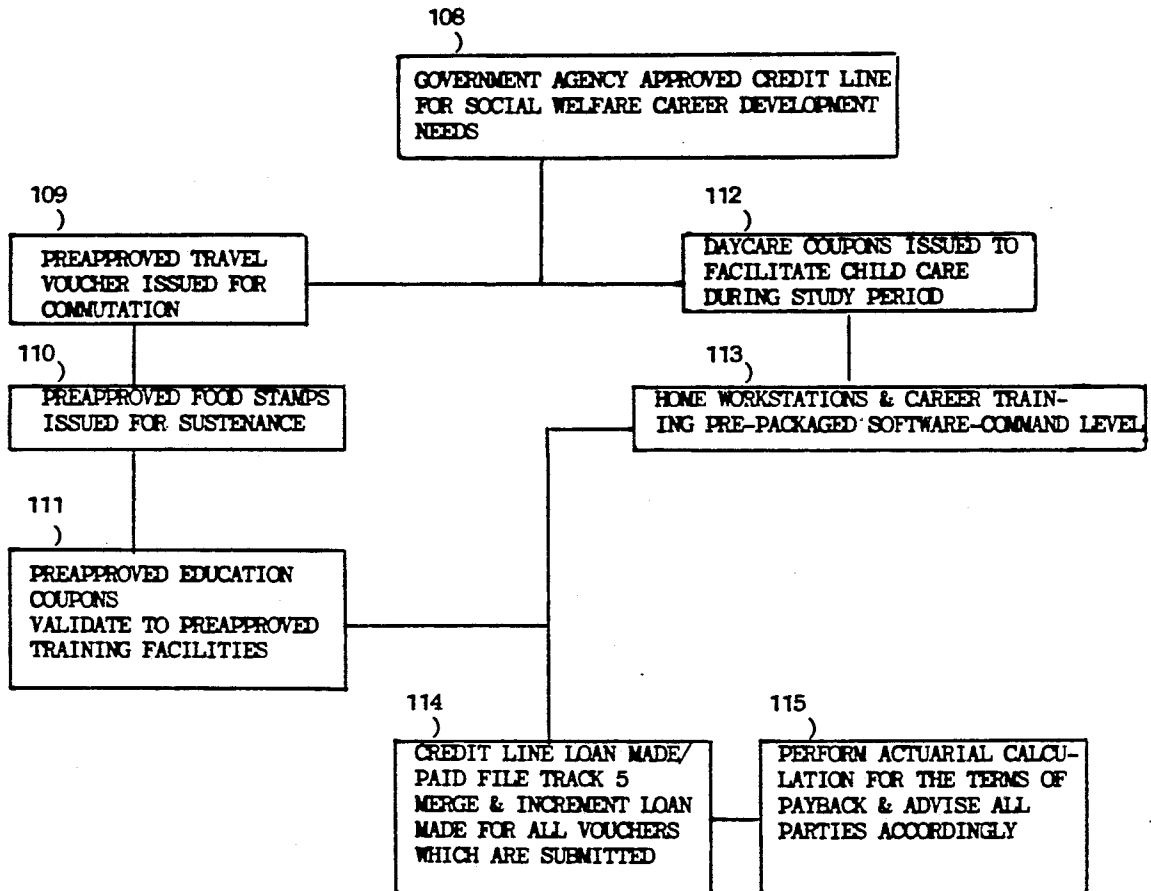 108
GOVERNMENT AGENCY APPROVED CREDIT LINE
FOR SOCIAL WELFARE CAREER DEVELOPMENT
NEEDS
109
PREAPPROVED TRAVEL
VOUCHER ISSUED FOR
COMMUTATION
112
DAYCARE COUPONS ISSUED TO
FACILITATE CHILD CARE
DURING STUDY PERIOD
110
PREAPPROVED FOOD STAMPS
ISSUED FOR SUSTENANCE
113
HOME WORKSTATIONS & CAREER TRAIN-
ING PRE-PACKAGED SOFTWARE-COMMAND LEVEL
111
PREAPPROVED EDUCATION
COUPONS
VALIDATE TO PREAPPROVED
TRAINING FACILITIES
114
CREDIT LINE LOAN MADE/
PAID FILE TRACK 5
MERGE & INCREMENT LOAN
MADE FOR ALL VOUCHERS
WHICH ARE SUBMITTED
115
PERFORM ACTUARIAL CALCU-
LATION FOR THE TERMS OF
PAYBACK & ADVISE ALL
PARTIES ACCORDINGLY